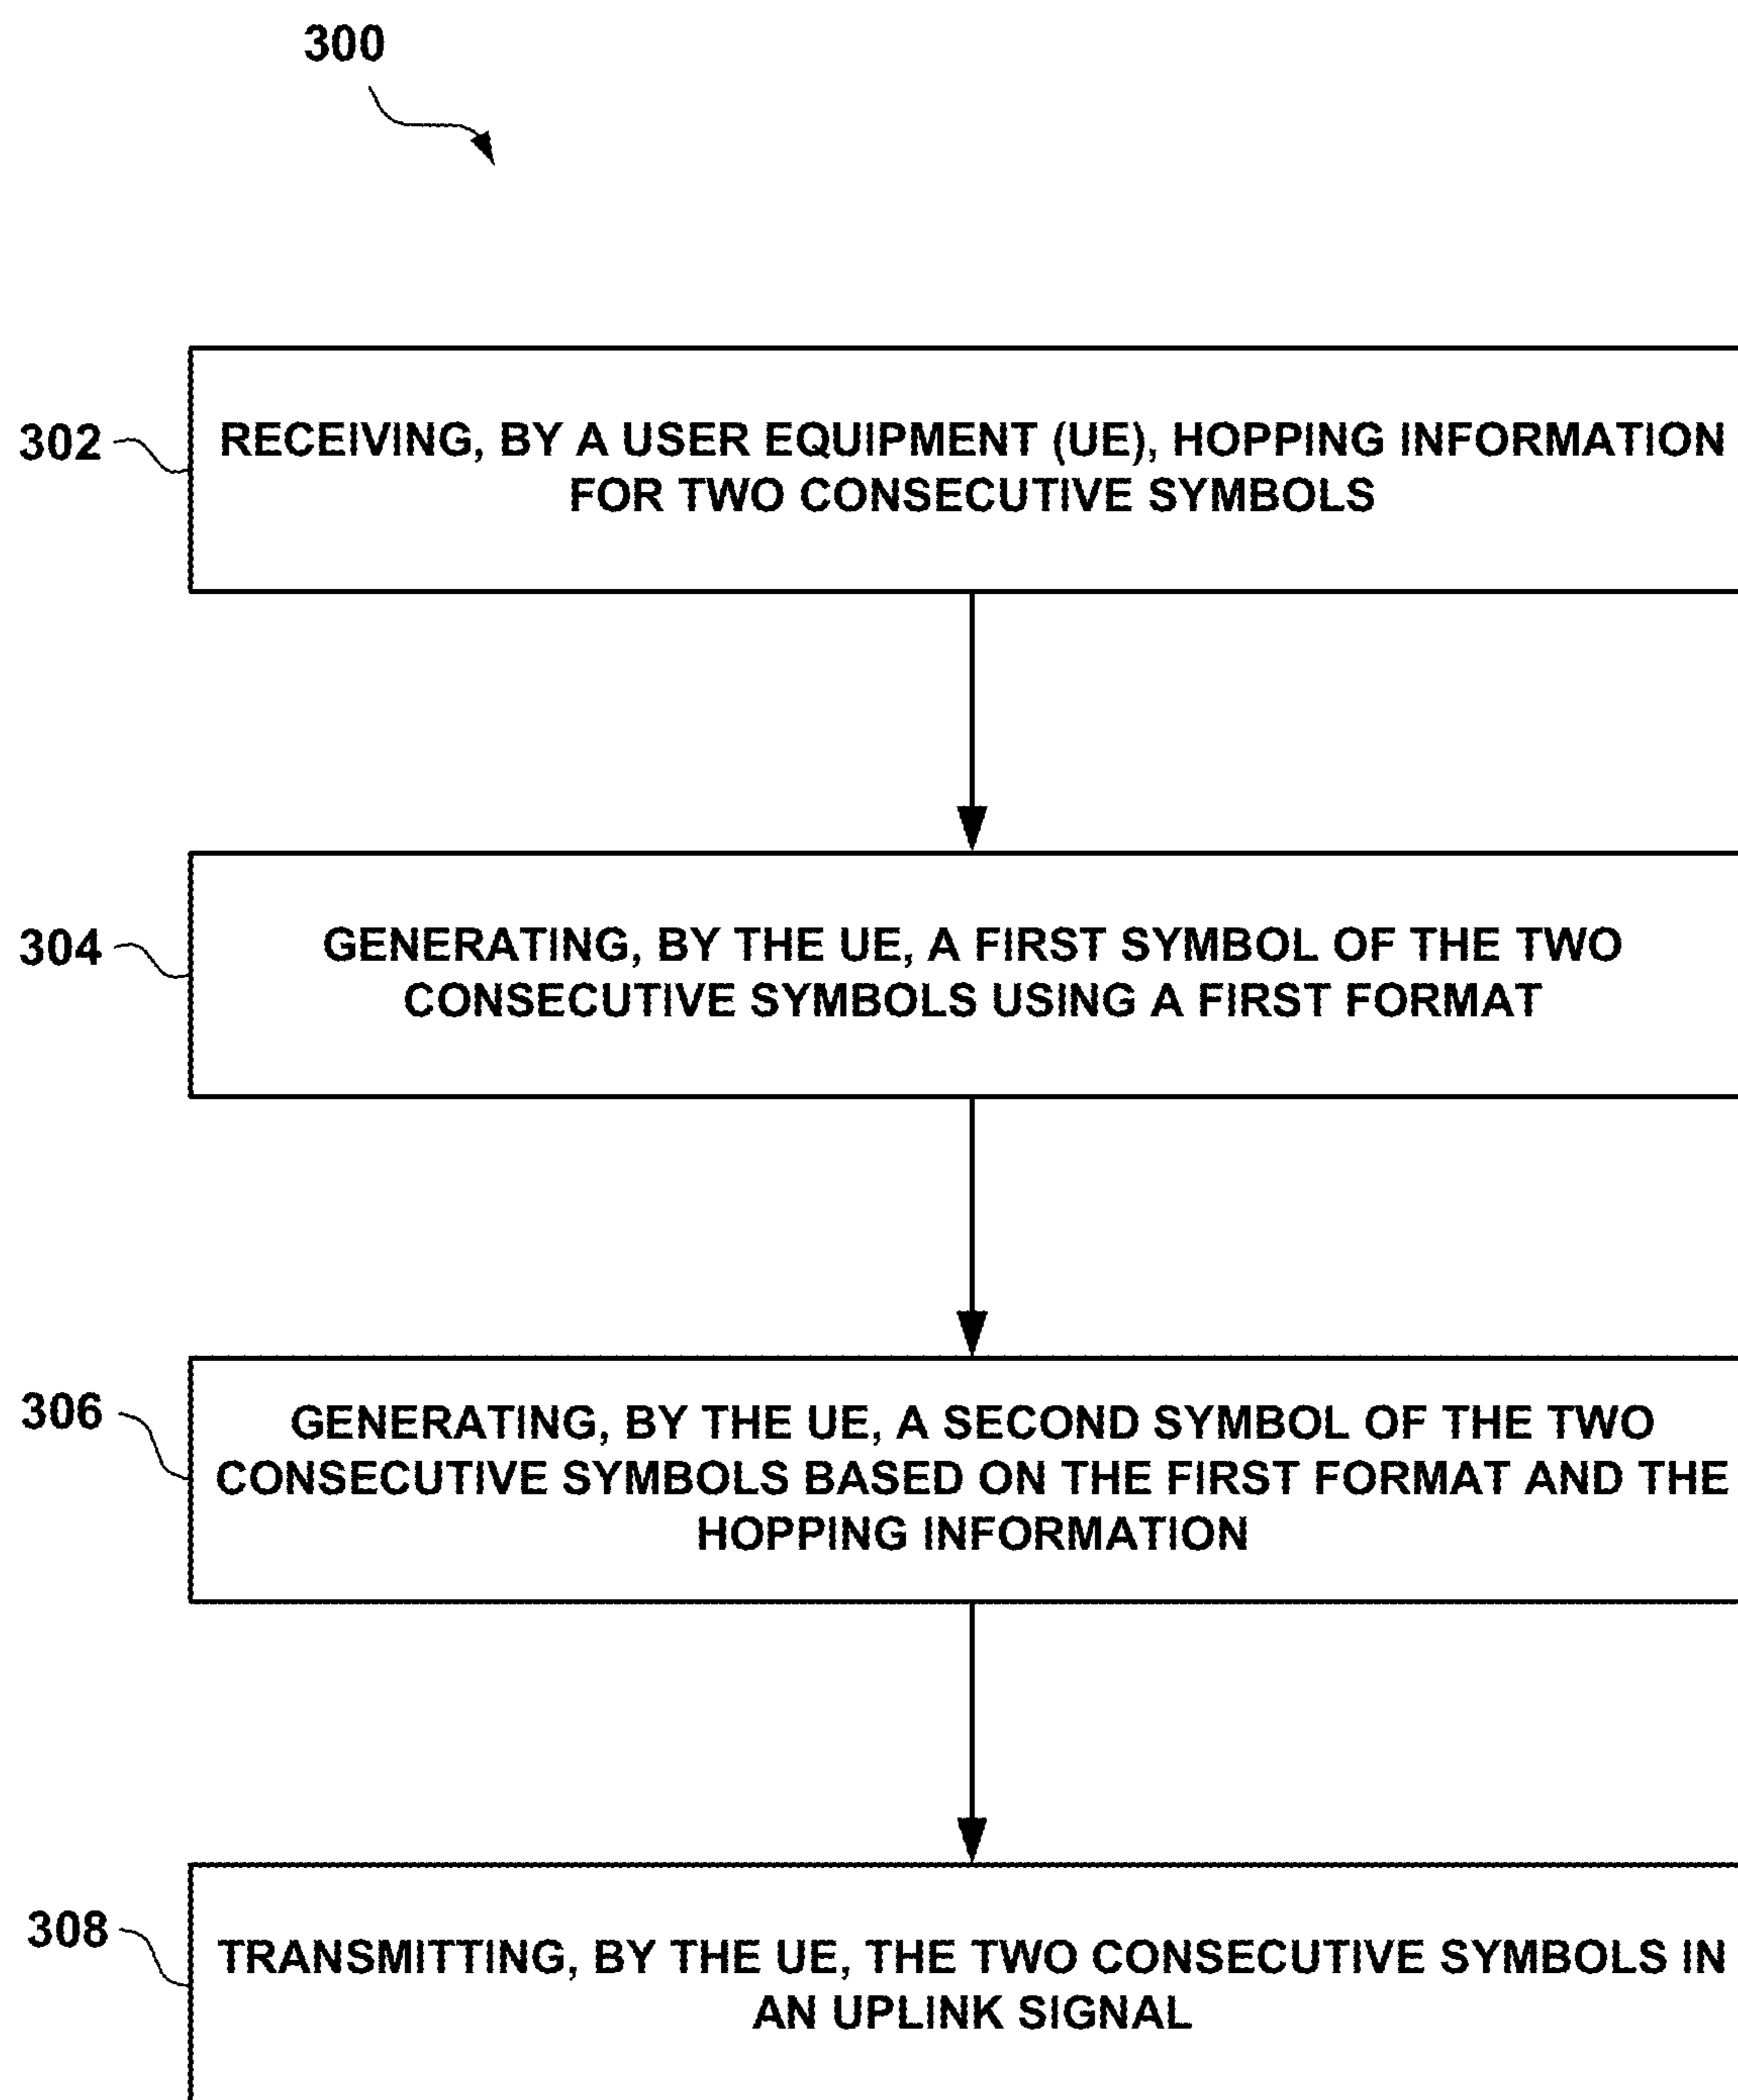 300
302
RECEIVING, BY A USER EQUIPMENT (UE), HOPPING INFORMATION
FOR TWO CONSECUTIVE SYMBOLS
304
GENERATING, BY THE UE, A FIRST SYMBOL OF THE TWO
CONSECUTIVE SYMBOLS USING A FIRST FORMAT
306
GENERATING, BY THE UE, A SECOND SYMBOL OF THE TWO
CONSECUTIVE SYMBOLS BASED ON THE FIRST FORMAT AND THE
HOPPING INFORMATION
308
TRANSMITTING, BY THE UE, THE TWO CONSECUTIVE SYMBOLS IN
AN UPLINK SIGNAL